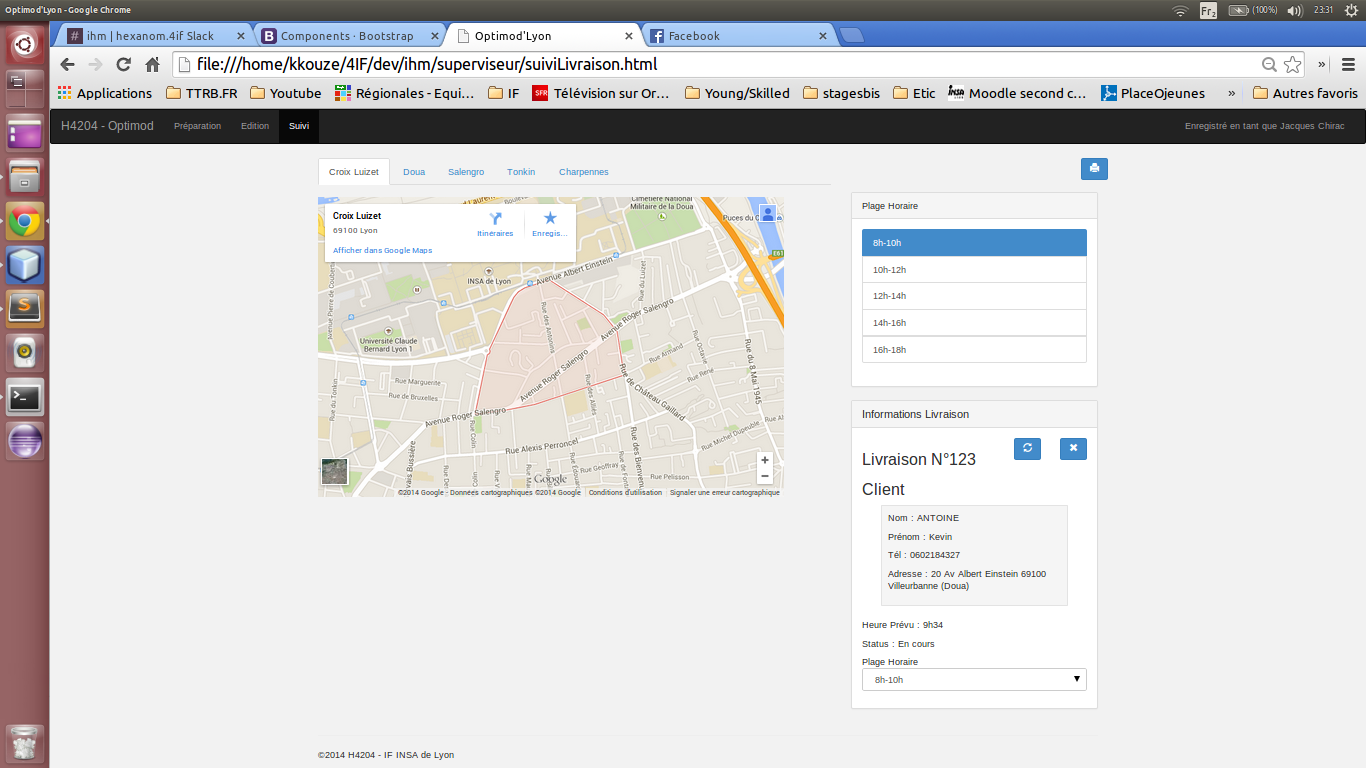 Optimod'Lyon - Google Chrome
Fr2 (100%) 23:31
ihm | hexanom.4if Slack × Components · Bootstrap × Optimod'Lyon × Facebook ×
file:///home/kkouze/4IF/dev/ihm/superviseur/suiviLivraison.html »
Applications TTRB.FR Youtube Régionales - Equi... IF Télévision sur Or... Young/Skilled stagesbis Etic Moodle second c... PlaceOjeunes » Autres favoris
H4204 - Optimod Préparation Edition Suivi Enregistré en tant que Jacques Chirac
Croix Luizet Doua Salengro Tonkin Charpennes
Croix Luizet
69100 Lyon
Itinéraires Enregis...
Afficher dans Google Maps
Cimetière National
Militaire de la Doua
E61
INSA de Lyon
Avenue Albert Einstein
Rue du Luizet
Rue des Antonins
Avenue Roger Salengro
Université Claude
Bernard Lyon 1
Avenue Roger Salengro
Rue Armand
Rue Octavie
Rue René
Rue du 8 Mai 1945
Rue du Tonkin
Rue Marguerite
Rue de Bruxelles
Rue des Alliés
Rue de Château Gaillard
Avenue Roger Salengro
Rue Colin
Rue Alexis Perroncel
Rue Michel Dupeuble
Rue Geoffray
Rue Pelisson
+
−
Google
©2014 Google - Données cartographiques ©2014 Google Conditions d'utilisation Signaler une erreur cartographique
Plage Horaire
8h-10h
10h-12h
12h-14h
14h-16h
16h-18h
Informations Livraison
Livraison N°123
Client
Nom : ANTOINE
Prénom : Kevin
Tél : 0602184327
Adresse : 20 Av Albert Einstein 69100
Villeurbanne (Doua)
Heure Prévu : 9h34
Status : En cours
Plage Horaire
8h-10h
©2014 H4204 - IF INSA de Lyon